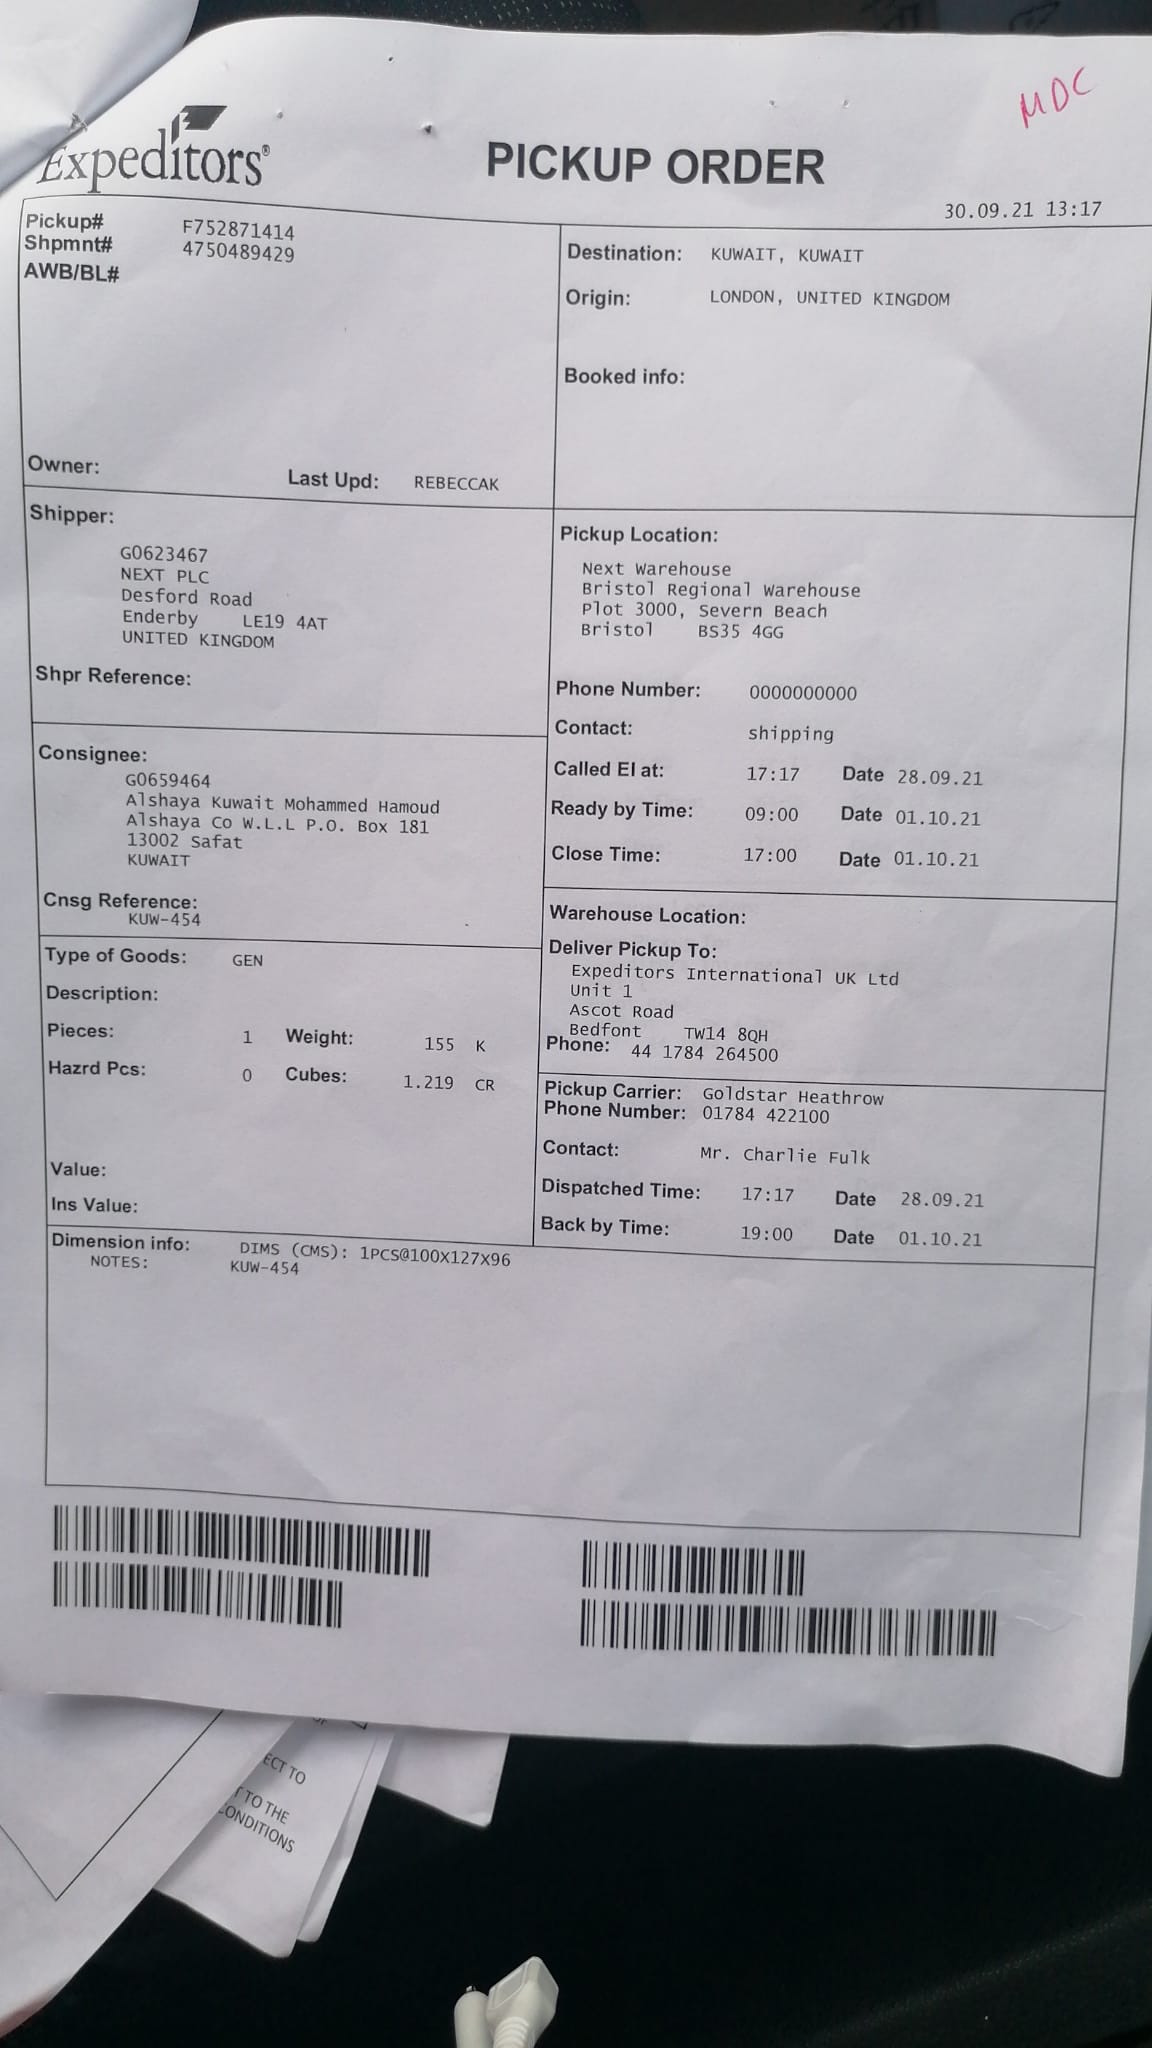 MDC
Expeditors®
PICKUP ORDER
30.09.21 13:17
Pickup# F752871414
Shpmnt# 4750489429
AWB/BL#
Owner: Last Upd: REBECCAK
Destination: KUWAIT, KUWAIT
Origin: LONDON, UNITED KINGDOM
Booked info:
Shipper:
G0623467
NEXT PLC
Desford Road
Enderby LE19 4AT
UNITED KINGDOM
Shpr Reference:
Pickup Location:
Next Warehouse
Bristol Regional Warehouse
Plot 3000, Severn Beach
Bristol BS35 4GG
Phone Number: 0000000000
Contact: shipping
Called EI at: 17:17 Date 28.09.21
Ready by Time: 09:00 Date 01.10.21
Close Time: 17:00 Date 01.10.21
Consignee:
G0659464
Alshaya Kuwait Mohammed Hamoud
Alshaya Co W.L.L P.O. Box 181
13002 Safat
KUWAIT
Cnsg Reference:
KUW-454
Warehouse Location:
Deliver Pickup To:
Expeditors International UK Ltd
Unit 1
Ascot Road
Bedfont TW14 8QH
Phone: 44 1784 264500
Type of Goods: GEN
Description:
Pieces: 1 Weight: 155 K
Hazrd Pcs: 0 Cubes: 1.219 CR
Value:
Ins Value:
Pickup Carrier: Goldstar Heathrow
Phone Number: 01784 422100
Contact: Mr. Charlie Fulk
Dispatched Time: 17:17 Date 28.09.21
Back by Time: 19:00 Date 01.10.21
Dimension info: DIMS (CMS): 1PCS@100X127X96
NOTES: KUW-454
ECT TO
T TO THE
CONDITIONS